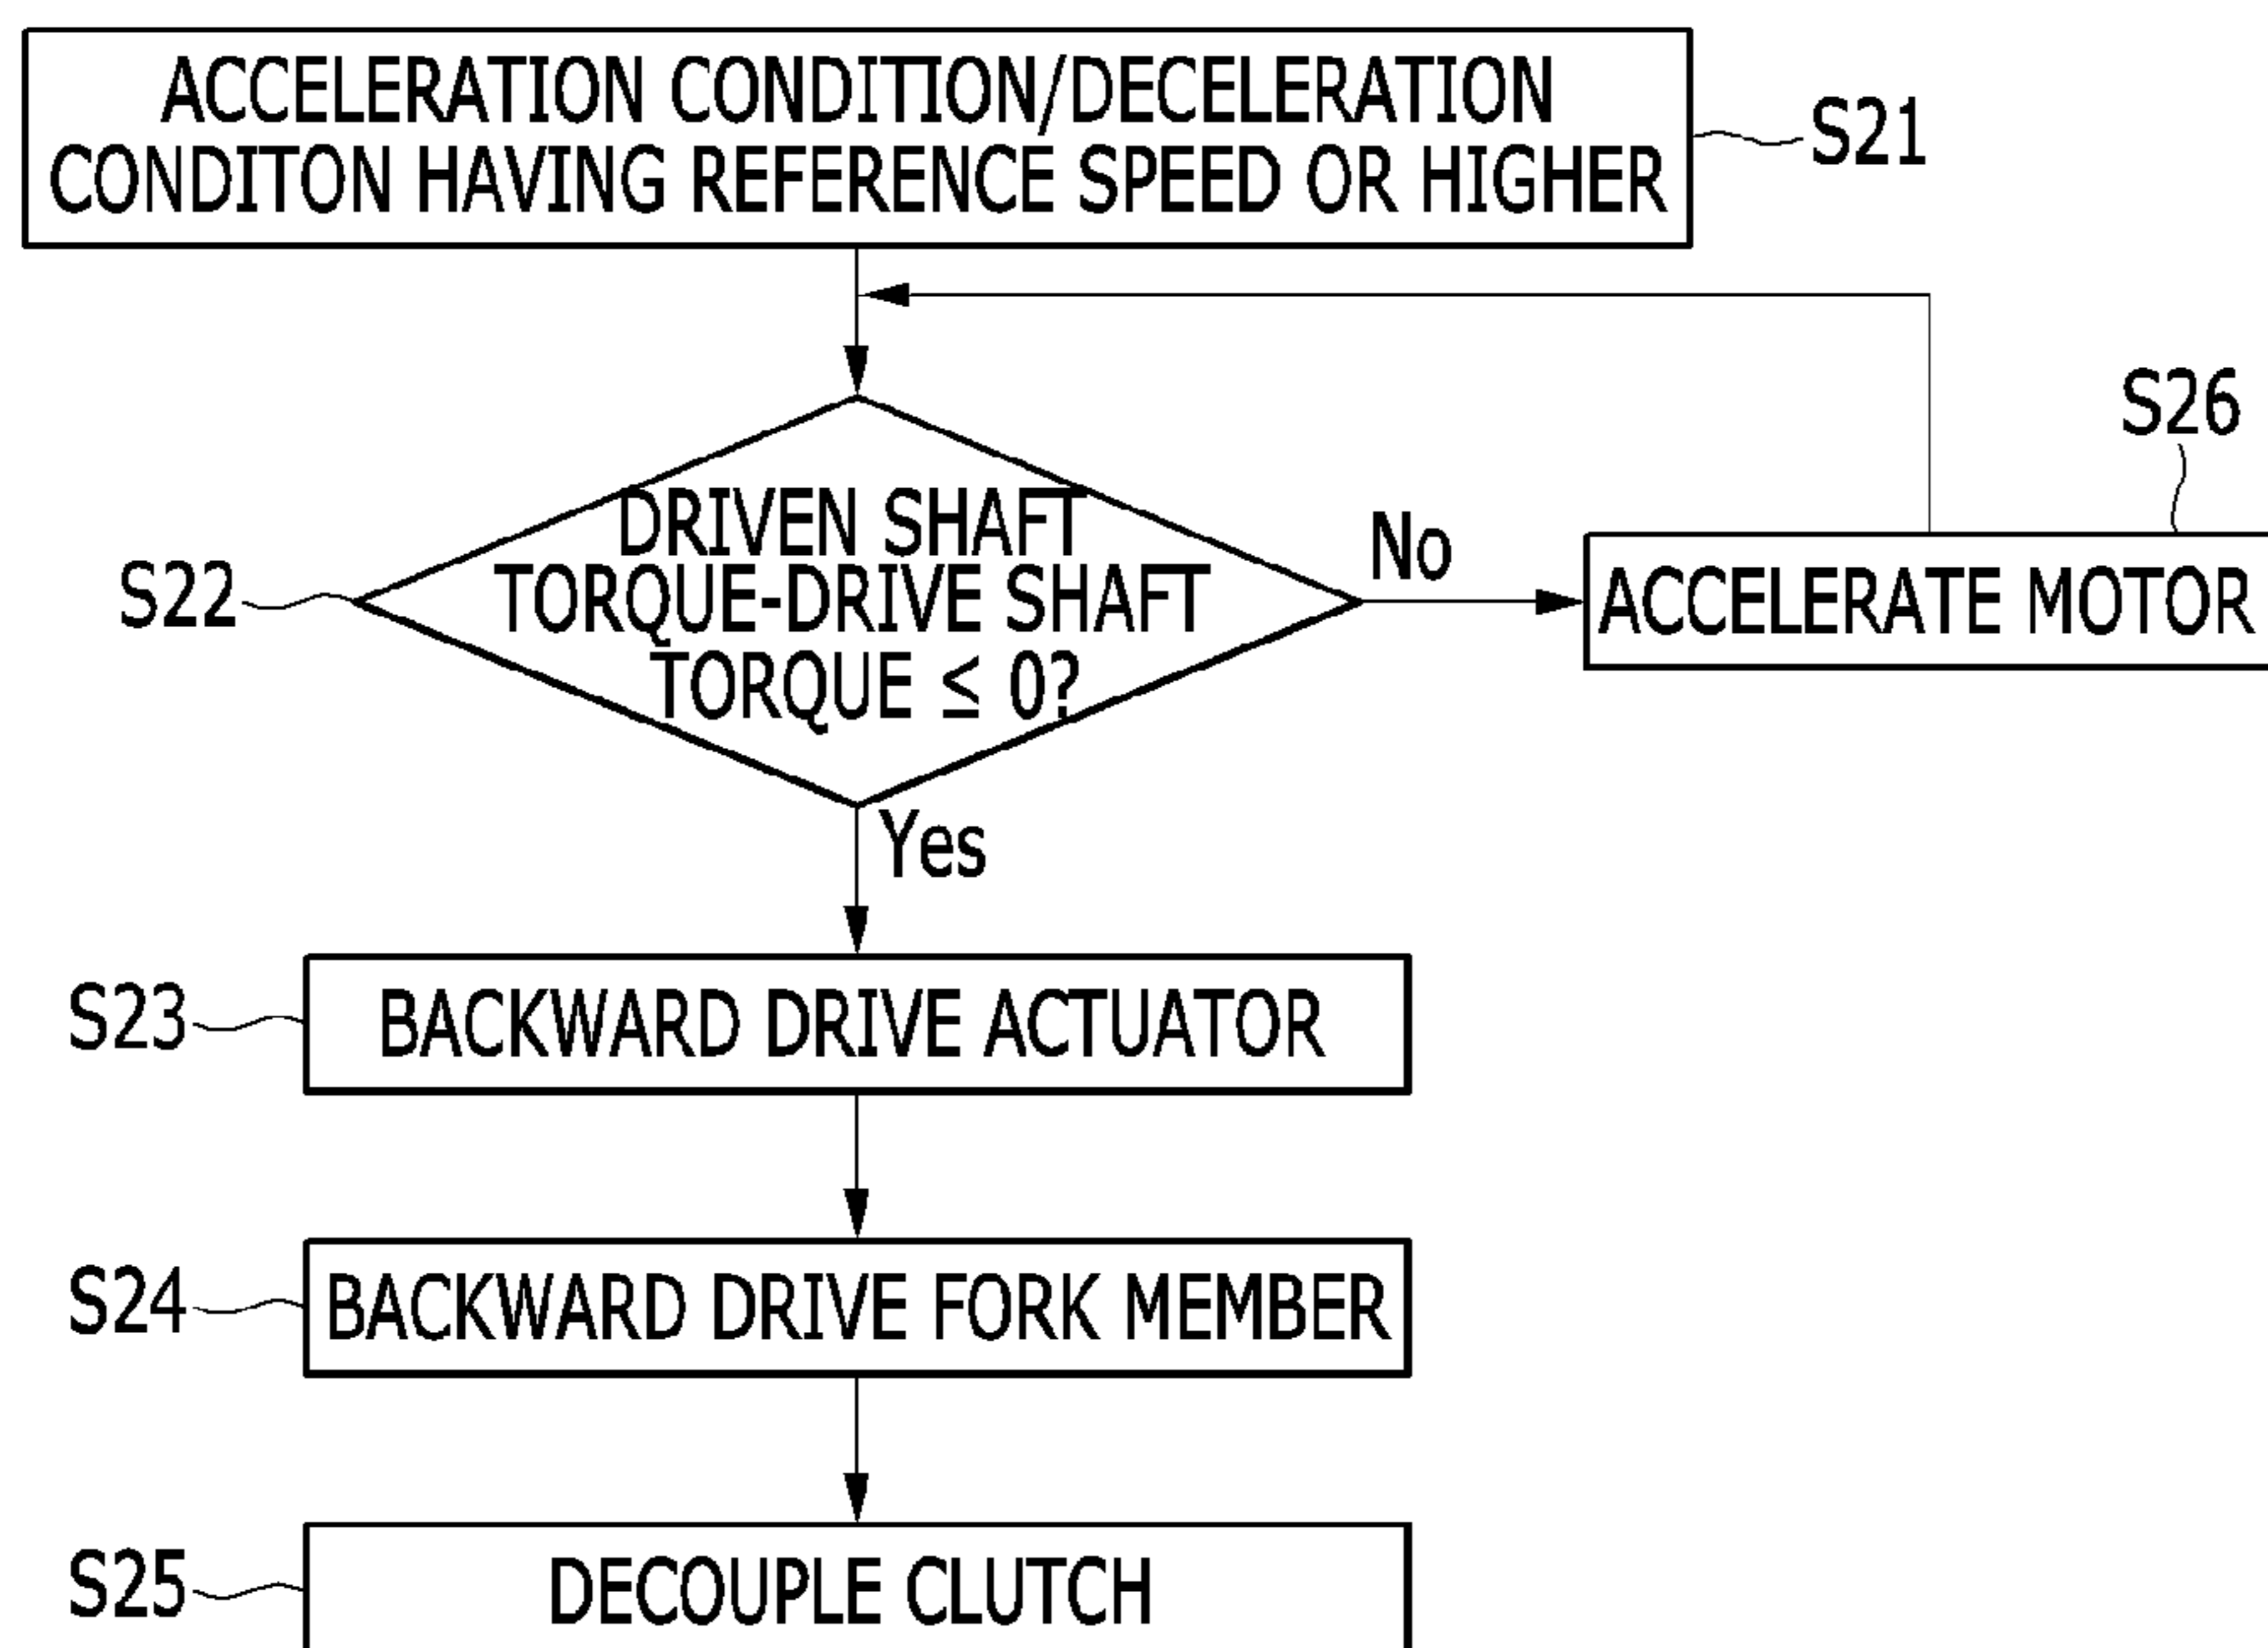 ACCELERATION CONDITION/DECELERATION
CONDITON HAVING REFERENCE SPEED OR HIGHER
S21
DRIVEN SHAFT
TORQUE-DRIVE SHAFT
TORQUE ≤ 0?
S22
No
S26
ACCELERATE MOTOR
Yes
S23
BACKWARD DRIVE ACTUATOR
S24
BACKWARD DRIVE FORK MEMBER
S25
DECOUPLE CLUTCH